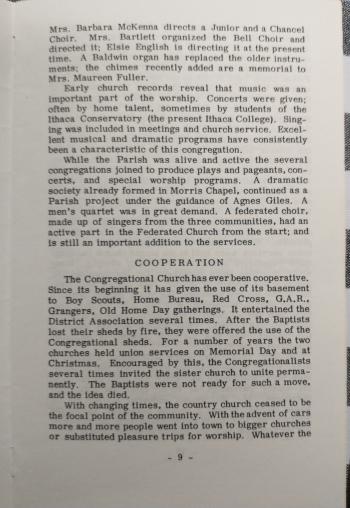 Mrs. Barbara McKenna directs a Junior and a Chancel
Choir. Mrs. Bartlett organized the Bell Choir and
directed it; Elsie English is directing it at the present
time. A Baldwin organ has replaced the older instru-
ments; the chimes recently added are a memorial to
Mrs. Maureen Fuller.
Early church records reveal that music was an
important part of the worship. Concerts were given;
often by home talent, sometimes by students of the
Ithaca Conservatory (the present Ithaca College). Sing-
ing was included in meetings and church service. Excel-
lent musical and dramatic programs have consistently
been a characteristic of this congregation.
While the Parish was alive and active the several
congregations joined to produce plays and pageants, con-
certs, and special worship programs. A dramatic
society already formed in Morris Chapel, continued as a
Parish project under the guidance of Agnes Giles. A
men's quartet was in great demand. A federated choir,
made up of singers from the three communities, had an
active part in the Federated Church from the start; and
is still an important addition to the services.
COOPERATION
The Congregational Church has ever been cooperative.
Since its beginning it has given the use of its basement
to Boy Scouts, Home Bureau, Red Cross, G.A.R.,
Grangers, Old Home Day gatherings. It entertained the
District Association several times. After the Baptists
lost their sheds by fire, they were offered the use of the
Congregational sheds. For a number of years the two
churches held union services on Memorial Day and at
Christmas. Encouraged by this, the Congregationalists
several times invited the sister church to unite perma-
nently. The Baptists were not ready for such a move,
and the idea died.
With changing times, the country church ceased to be
the focal point of the community. With the advent of cars
more and more people went into town to bigger churches
or substituted pleasure trips for worship. Whatever the
- 9 -